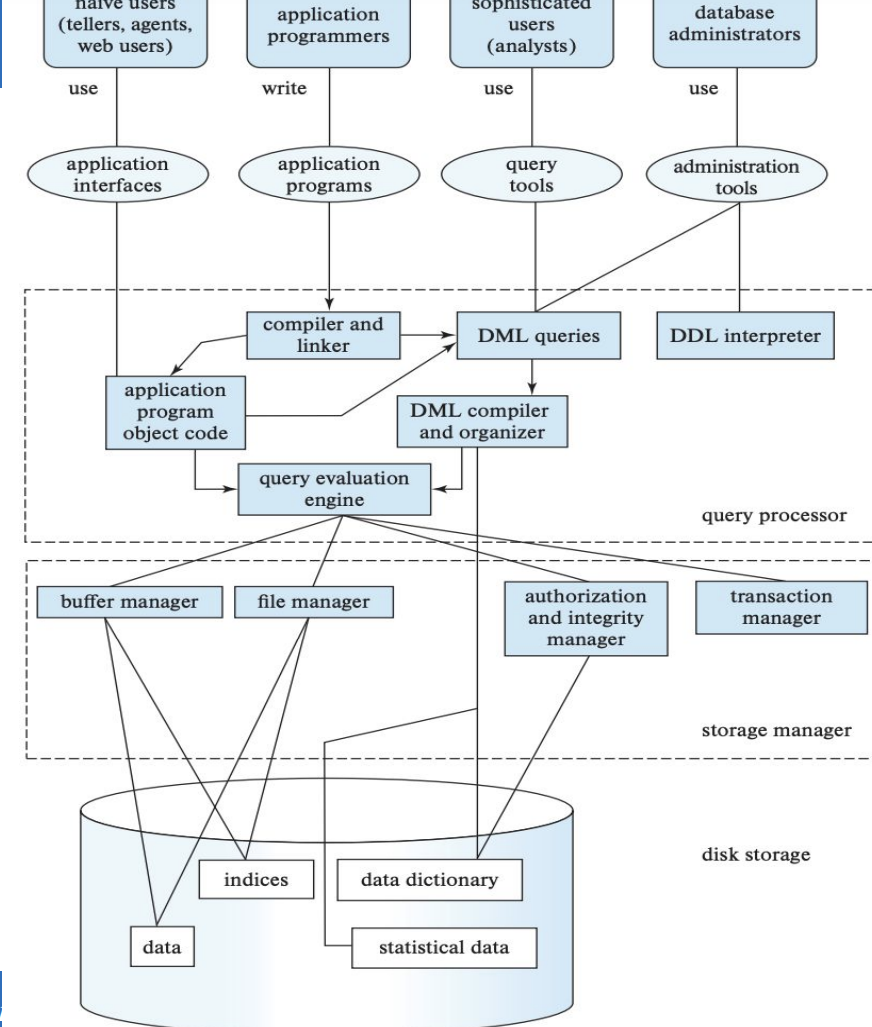 naïve users
(tellers, agents,
web users)
application
programmers
sophisticated
users
(analysts)
database
administrators
use
write
use
use
application
interfaces
application
programs
query
tools
administration
tools
compiler and
linker
DML queries
DDL interpreter
application
program
object code
DML compiler
and organizer
query evaluation
engine
query processor
buffer manager
file manager
authorization
and integrity
manager
transaction
manager
storage manager
disk storage
indices
data dictionary
data
statistical data